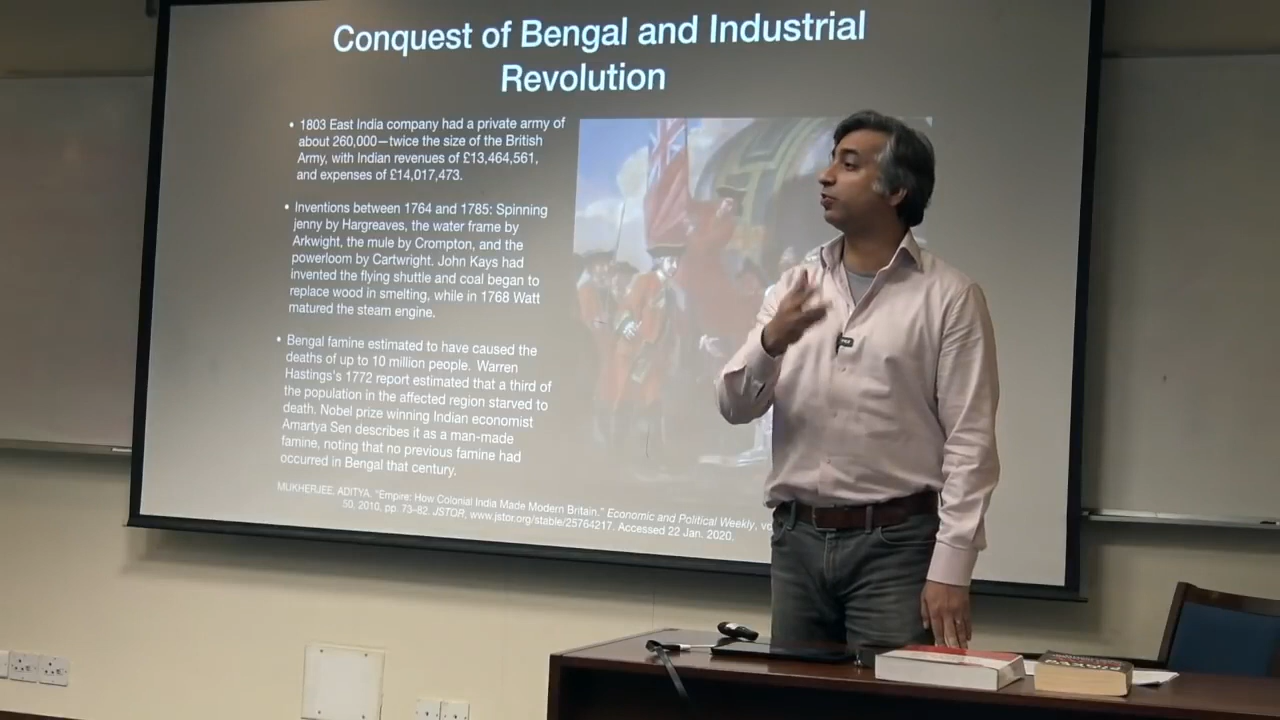 Conquest of Bengal and Industrial
Revolution
• 1803 East India company had a private army of
about 260,000—twice the size of the British
Army, with Indian revenues of £13,464,561,
and expenses of £14,017,473.
• Inventions between 1764 and 1785: Spinning
jenny by Hargreaves, the water frame by
Arkwright, the mule by Crompton, and the
powerloom by Cartwright. John Kays had
invented the flying shuttle and coal began to
replace wood in smelting, while in 1768 Watt
matured the steam engine.
• Bengal famine estimated to have caused the
deaths of up to 10 million people. Warren
Hastings's 1772 report estimated that a third of
the population in the affected region starved to
death. Nobel prize winning Indian economist
Amartya Sen describes it as a man-made
famine, noting that no previous famine had
occurred in Bengal that century.
MUKHERJEE, ADITYA. "Empire: How Colonial India Made Modern Britain." Economic and Political Weekly,
50, 2010, pp. 73-82. JSTOR, www.jstor.org/stable/25764217. Accessed 22 Jan. 2020.